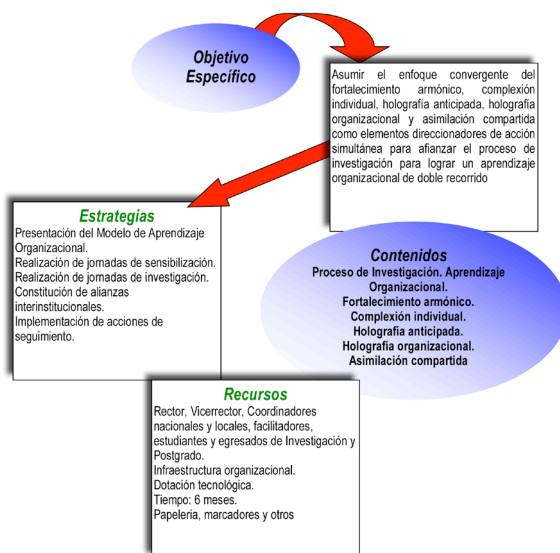 Objetivo
Específico
Asumir el enfoque convergente del
fortalecimiento armónico, complexión
individual, holografía anticipada, holografía
organizacional y asimilación compartida
como elementos direccionadores de acción
simultánea para afianzar el proceso de
investigación para lograr un aprendizaje
organizacional de doble recorrido
Estrategias
Presentación del Modelo de Aprendizaje
Organizacional.
Realización de jornadas de sensibilización.
Realización de jornadas de investigación.
Constitución de alianzas
interinstitucionales.
Implementación de acciones de
seguimiento.
Contenidos
Proceso de Investigación. Aprendizaje
Organizacional.
Fortalecimiento armónico.
Complexión individual.
Holografía anticipada.
Holografía organizacional.
Asimilación compartida
Recursos
Rector, Vicerrector, Coordinadores
nacionales y locales, facilitadores,
estudiantes y egresados de Investigación y
Postgrado.
Infraestructura organizacional.
Dotación tecnológica.
Tiempo: 6 meses.
Papeleria, marcadores y otros